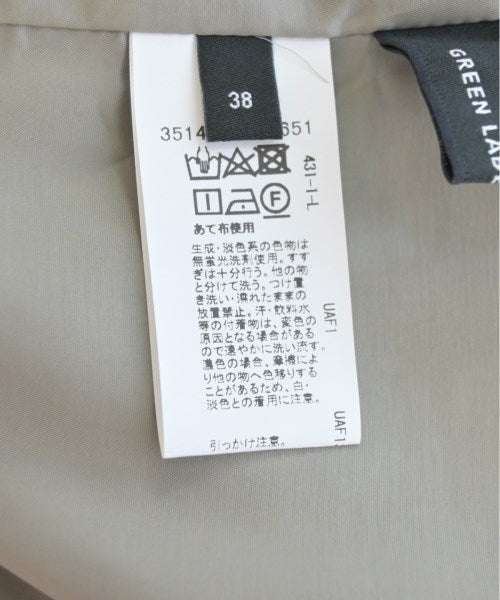 38
GREEN LAB
3514
651
431-1-L
F
あて布使用
生成・淡色系の色物は
無蛍光洗剤使用。すす
ぎは十分行う。他の物
と分けて洗う。つけ置
き洗い・濡れたままの
放置禁止。汗・飲料水
等の付着物は、変色の
原因となる場合がある
ので速やかに洗い流す。
濃色の場合、摩擦によ
り他の物へ色移りする
ことがあるため、白・
淡色との着用に注意。
引っかけ注意。
UAF1
UAF1